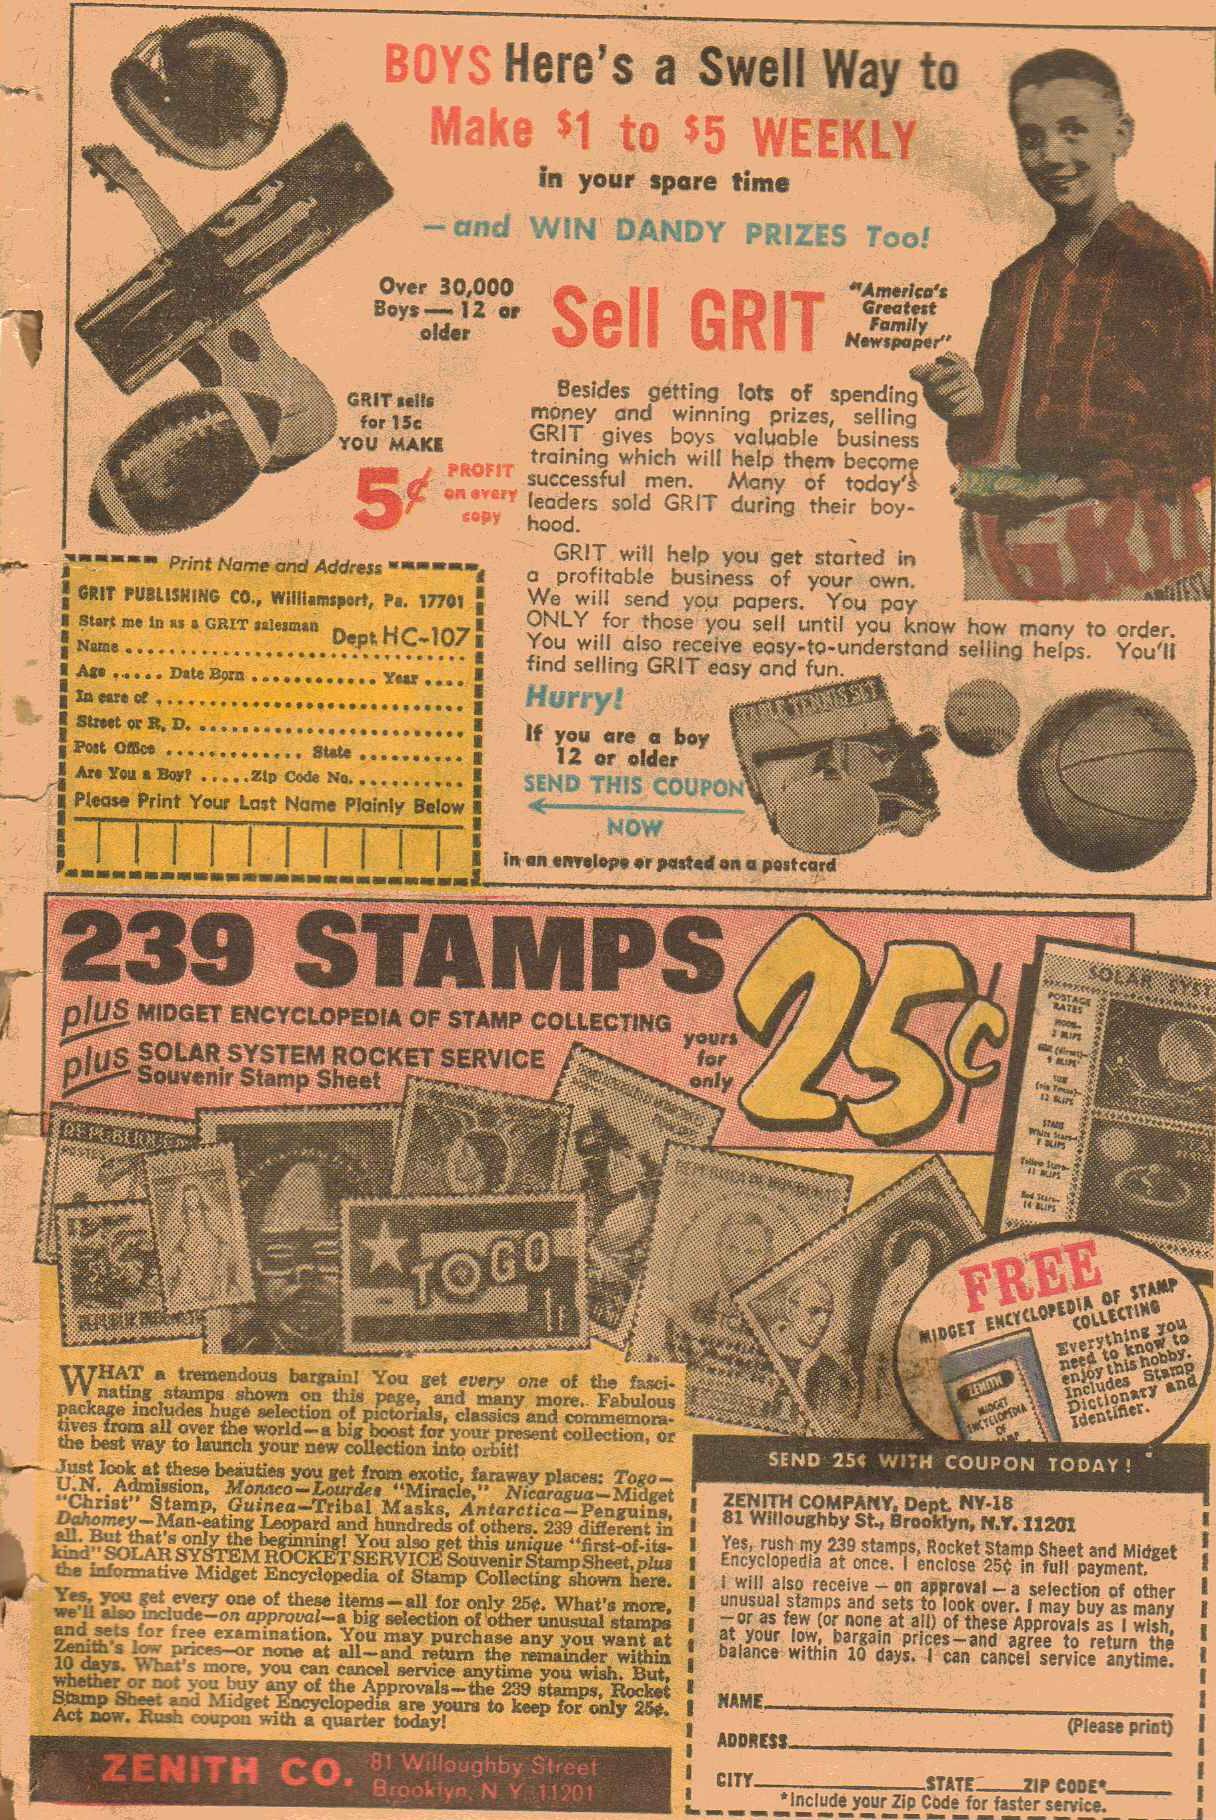 BOYS Here's a Swell Way to
Make $1 to $5 WEEKLY
in your spare time
—and WIN DANDY PRIZES Too!
Over 30,000
Boys—12 or
older
Sell GRIT
"America's
Greatest
Family
Newspaper"
GRIT sells
for 15c
YOU MAKE
5¢ PROFIT
on every
copy
Besides getting lots of spending
money and winning prizes, selling
GRIT gives boys valuable business
training which will help them become
successful men. Many of today's
leaders sold GRIT during their boy-
hood.
GRIT will help you get started in
a profitable business of your own.
We will send you papers. You pay
ONLY for those you sell until you know how many to order.
You will also receive easy-to-understand selling helps. You'll
find selling GRIT easy and fun.
Print Name and Address
GRIT PUBLISHING CO., Williamsport, Pa. 17701
Start me in as a GRIT salesman Dept. HC-107
Name
Age ..... Date Born ............ Year ....
In care of
Street or R. D.
Post Office ............. State ..........
Are You a Boy? .....Zip Code No. ..........
Please Print Your Last Name Plainly Below
Hurry!
If you are a boy
12 or older
SEND THIS COUPON
NOW
in an envelope or pasted on a postcard
TABLE TENNIS SET
239 STAMPS
plus MIDGET ENCYCLOPEDIA OF STAMP COLLECTING
plus SOLAR SYSTEM ROCKET SERVICE
Souvenir Stamp Sheet
yours
for
only
25¢
SOLAR SYST
POSTAGE
RATES
MOON—
2 BLIPS
12 BLIPS
STARS
White Stars—
Yellow Stars—
11 BLIPS
Red Stars—
14 BLIPS
TOGO
FREE
MIDGET ENCYCLOPEDIA OF STAMP
COLLECTING
Everything you
need to know to
enjoy this hobby.
Includes Stamp
Dictionary and
Identifier.
ZENITH
MIDGET
ENCYCLOPEDIA
OF
WHAT a tremendous bargain! You get every one of the fasci-
nating stamps shown on this page, and many more. Fabulous
package includes huge selection of pictorials, classics and commemora-
tives from all over the world—a big boost for your present collection, or
the best way to launch your new collection into orbit!
Just look at these beauties you get from exotic, faraway places: Togo—
U.N. Admission, Monaco—Lourdes "Miracle," Nicaragua—Midget
"Christ" Stamp, Guinea—Tribal Masks, Antarctica—Penguins,
Dahomey—Man-eating Leopard and hundreds of others. 239 different in
all. But that's only the beginning! You also get this unique "first-of-its-
kind" SOLAR SYSTEM ROCKET SERVICE Souvenir Stamp Sheet, plus
the informative Midget Encyclopedia of Stamp Collecting shown here.
Yes, you get every one of these items—all for only 25¢. What's more,
we'll also include—on approval—a big selection of other unusual stamps
and sets for free examination. You may purchase any you want at
Zenith's low prices—or none at all—and return the remainder within
10 days. What's more, you can cancel service anytime you wish. But,
whether or not you buy any of the Approvals—the 239 stamps, Rocket
Stamp Sheet and Midget Encyclopedia are yours to keep for only 25¢.
Act now. Rush coupon with a quarter today!
ZENITH CO. 81 Willoughby Street
Brooklyn, N. Y. 11201
SEND 25¢ WITH COUPON TODAY!
ZENITH COMPANY, Dept. NY-18
81 Willoughby St., Brooklyn, N.Y. 11201
Yes, rush my 239 stamps, Rocket Stamp Sheet and Midget
Encyclopedia at once. I enclose 25¢ in full payment.
I will also receive — on approval — a selection of other
unusual stamps and sets to look over. I may buy as many
—or as few (or none at all) of these Approvals as I wish,
at your low, bargain prices—and agree to return the
balance within 10 days. I can cancel service anytime.
NAME
(Please print)
ADDRESS
CITY STATE ZIP CODE*
*Include your Zip Code for faster service.